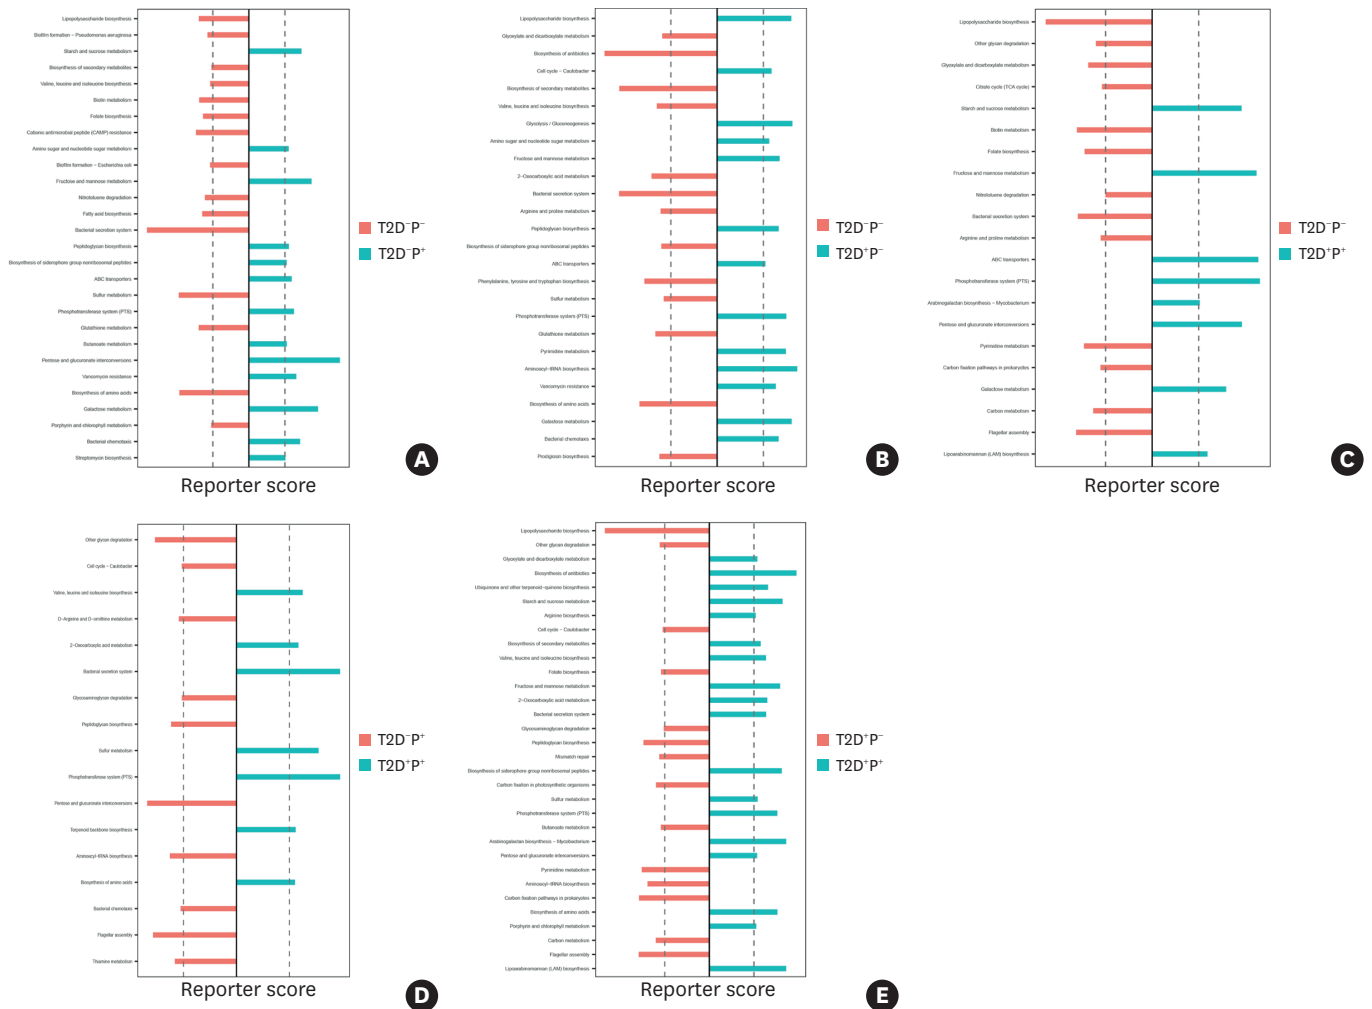 Lipopolysaccharide biosynthesis
Biofilm formation – Pseudomonas aeruginosa
Starch and sucrose metabolism
Biosynthesis of secondary metabolites
Valine, leucine and isoleucine biosynthesis
Biotin metabolism
Folate biosynthesis
Cationic antimicrobial peptide (CAMP) resistance
Amino sugar and nucleotide sugar metabolism
Biofilm formation – Escherichia coli
Fructose and mannose metabolism
Nitrotoluene degradation
Fatty acid biosynthesis
Bacterial secretion system
Peptidoglycan biosynthesis
Biosynthesis of siderophore group nonribosomal peptides
ABC transporters
Sulfur metabolism
Phosphotransferase system (PTS)
Glutathione metabolism
Butanoate metabolism
Pentose and glucuronate interconversions
Vancomycin resistance
Biosynthesis of amino acids
Galactose metabolism
Porphyrin and chlorophyll metabolism
Bacterial chemotaxis
Streptomycin biosynthesis
Reporter score
T2D⁻P⁻
T2D⁻P⁺
A
Lipopolysaccharide biosynthesis
Glyoxylate and dicarboxylate metabolism
Biosynthesis of antibiotics
Cell cycle – Caulobacter
Biosynthesis of secondary metabolites
Valine, leucine and isoleucine biosynthesis
Glycolysis / Gluconeogenesis
Amino sugar and nucleotide sugar metabolism
Fructose and mannose metabolism
2–Oxocarboxylic acid metabolism
Bacterial secretion system
Arginine and proline metabolism
Peptidoglycan biosynthesis
Biosynthesis of siderophore group nonribosomal peptides
ABC transporters
Phenylalanine, tyrosine and tryptophan biosynthesis
Sulfur metabolism
Phosphotransferase system (PTS)
Glutathione metabolism
Pyrimidine metabolism
Aminoacyl–tRNA biosynthesis
Vancomycin resistance
Biosynthesis of amino acids
Galactose metabolism
Bacterial chemotaxis
Prodigiosin biosynthesis
Reporter score
T2D⁻P⁻
T2D⁺P⁻
B
Lipopolysaccharide biosynthesis
Other glycan degradation
Glyoxylate and dicarboxylate metabolism
Citrate cycle (TCA cycle)
Starch and sucrose metabolism
Biotin metabolism
Folate biosynthesis
Fructose and mannose metabolism
Nitrotoluene degradation
Bacterial secretion system
Arginine and proline metabolism
ABC transporters
Phosphotransferase system (PTS)
Arabinogalactan biosynthesis – Mycobacterium
Pentose and glucuronate interconversions
Pyrimidine metabolism
Carbon fixation pathways in prokaryotes
Galactose metabolism
Carbon metabolism
Flagellar assembly
Lipoarabinomannan (LAM) biosynthesis
Reporter score
T2D⁻P⁻
T2D⁺P⁺
C
Other glycan degradation
Cell cycle – Caulobacter
Valine, leucine and isoleucine biosynthesis
D–Arginine and D–ornithine metabolism
2–Oxocarboxylic acid metabolism
Bacterial secretion system
Glycosaminoglycan degradation
Peptidoglycan biosynthesis
Sulfur metabolism
Phosphotransferase system (PTS)
Pentose and glucuronate interconversions
Terpenoid backbone biosynthesis
Aminoacyl–tRNA biosynthesis
Biosynthesis of amino acids
Bacterial chemotaxis
Flagellar assembly
Thiamine metabolism
Reporter score
T2D⁻P⁺
T2D⁺P⁺
D
Lipopolysaccharide biosynthesis
Other glycan degradation
Glyoxylate and dicarboxylate metabolism
Biosynthesis of antibiotics
Ubiquinone and other terpenoid–quinone biosynthesis
Starch and sucrose metabolism
Arginine biosynthesis
Cell cycle – Caulobacter
Biosynthesis of secondary metabolites
Valine, leucine and isoleucine biosynthesis
Folate biosynthesis
Fructose and mannose metabolism
2–Oxocarboxylic acid metabolism
Bacterial secretion system
Glycosaminoglycan degradation
Peptidoglycan biosynthesis
Mismatch repair
Biosynthesis of siderophore group nonribosomal peptides
Carbon fixation in photosynthetic organisms
Sulfur metabolism
Phosphotransferase system (PTS)
Butanoate metabolism
Arabinogalactan biosynthesis – Mycobacterium
Pentose and glucuronate interconversions
Pyrimidine metabolism
Aminoacyl–tRNA biosynthesis
Carbon fixation pathways in prokaryotes
Biosynthesis of amino acids
Porphyrin and chlorophyll metabolism
Carbon metabolism
Flagellar assembly
Lipoarabinomannan (LAM) biosynthesis
Reporter score
T2D⁺P⁻
T2D⁺P⁺
E